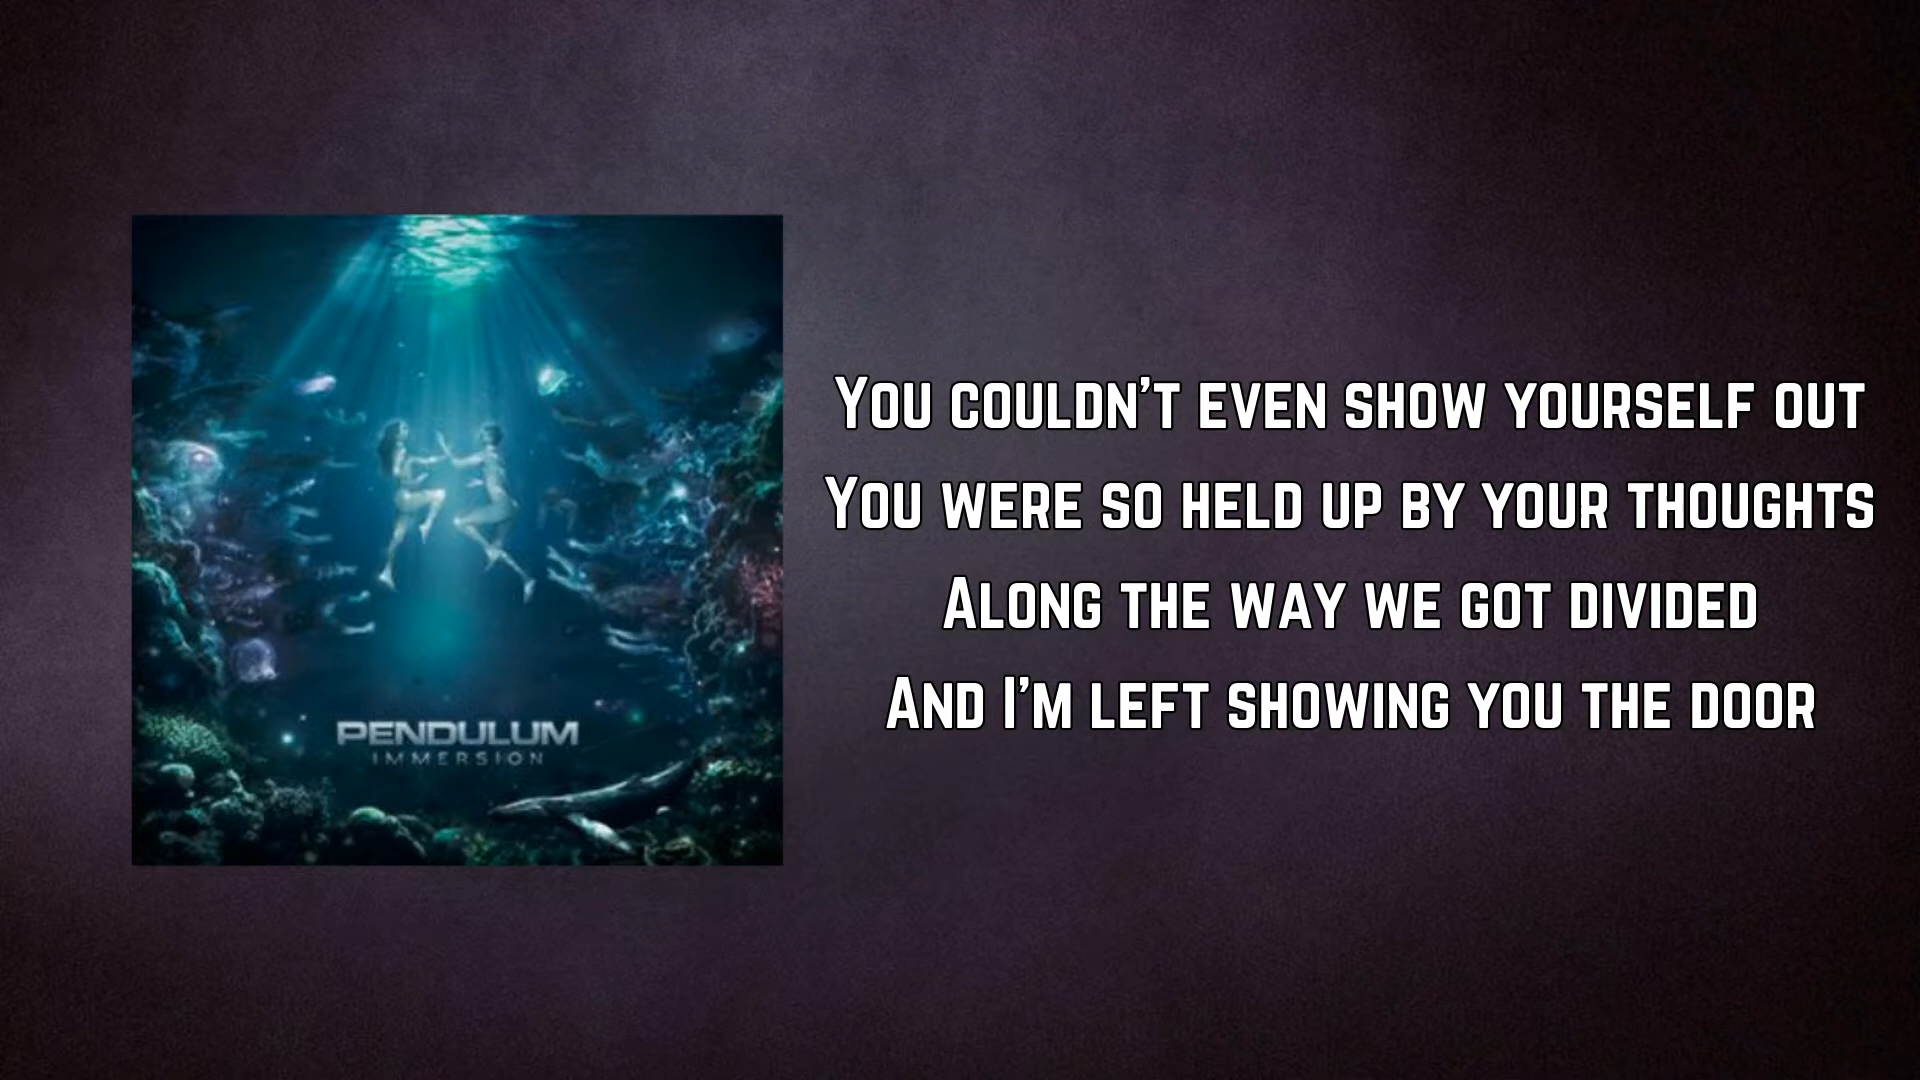 PENDULUM
IMMERSION
You couldn't even show yourself out
You were so held up by your thoughts
Along the way we got divided
And I'm left showing you the door